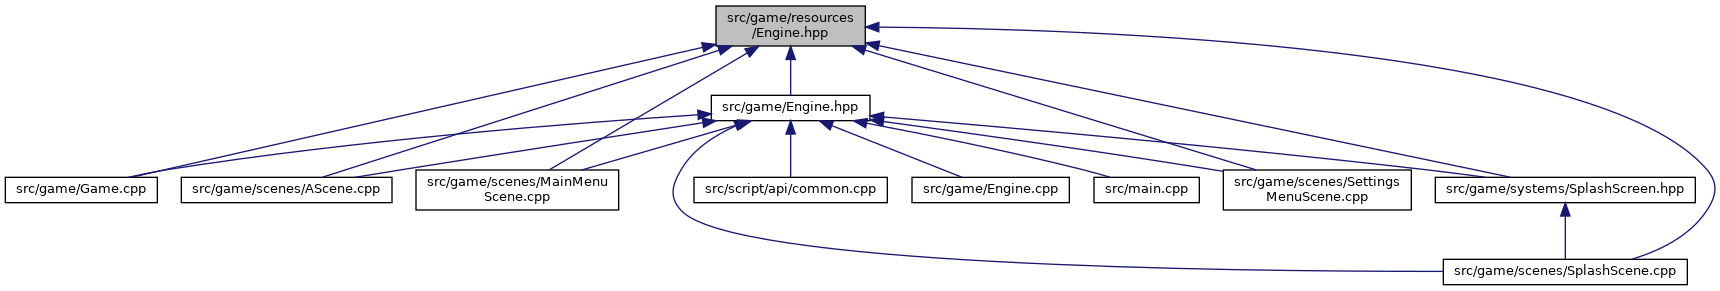 src/game/resources
/Engine.hpp
src/game/Engine.hpp
src/game/Game.cpp
src/game/scenes/AScene.cpp
src/game/scenes/MainMenu
Scene.cpp
src/script/api/common.cpp
src/game/Engine.cpp
src/main.cpp
src/game/scenes/Settings
MenuScene.cpp
src/game/systems/SplashScreen.hpp
src/game/scenes/SplashScene.cpp